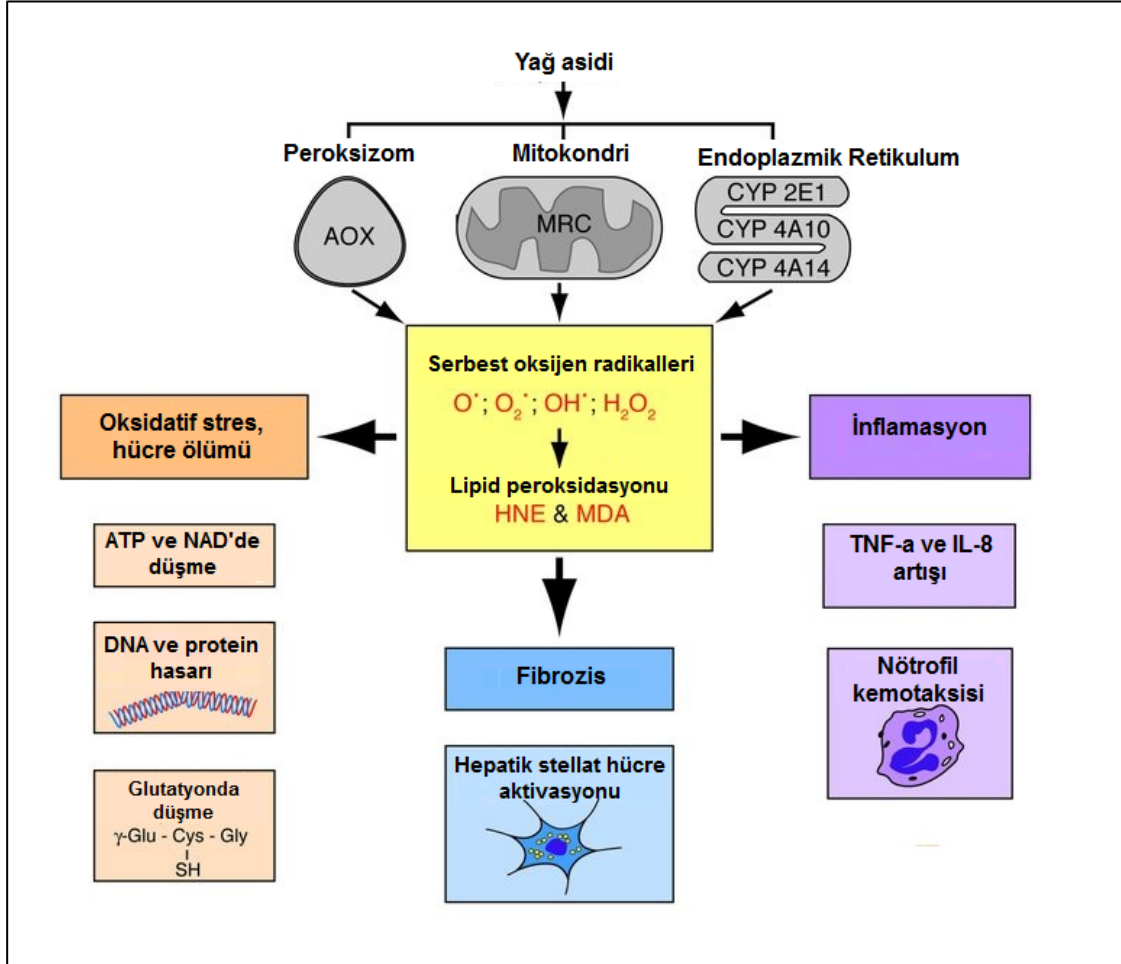 Yağ asidi
Peroksizom
Mitokondri
Endoplazmik Retikulum
AOX
MRC
CYP 2E1
CYP 4A10
CYP 4A14
Serbest oksijen radikalleri
O˙; O₂˙; OH˙; H₂O₂
Lipid peroksidasyonu
HNE & MDA
Oksidatif stres,
hücre ölümü
ATP ve NAD'de
düşme
DNA ve protein
hasarı
Glutatyonda
düşme
γ-Glu - Cys - Gly
SH
Fibrozis
Hepatik stellat hücre
aktivasyonu
İnflamasyon
TNF-a ve IL-8
artışı
Nötrofil
kemotaksisi